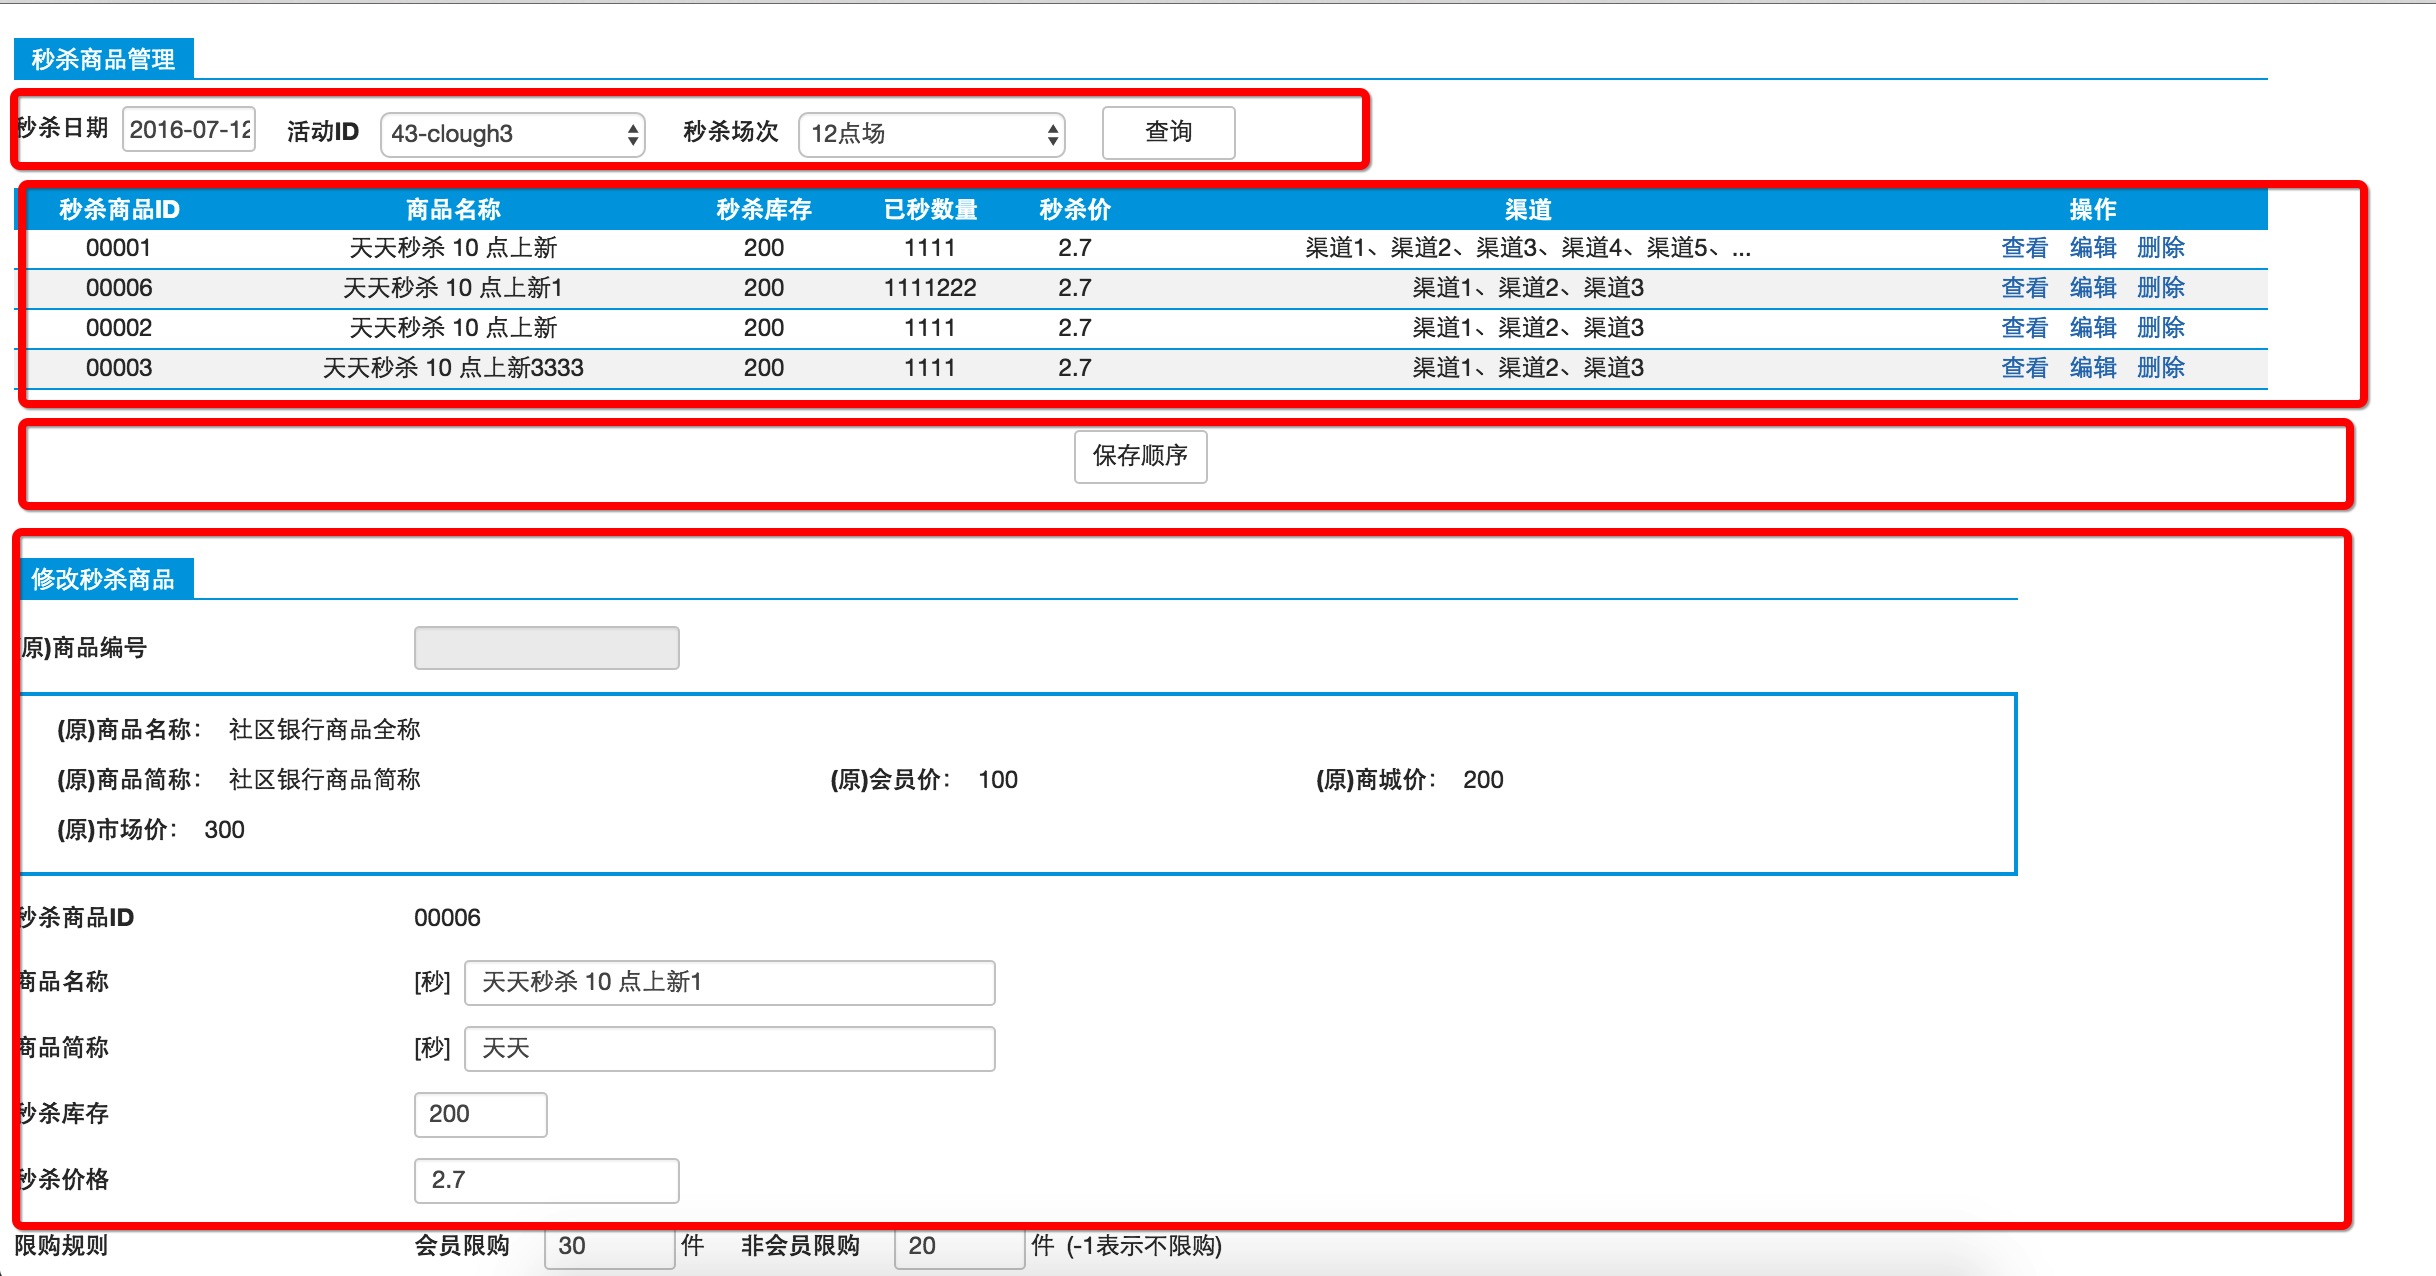 秒杀商品管理
秒杀日期 2016-07-12 活动ID 43-clough3 秒杀场次 12点场 查询
秒杀商品ID 商品名称 秒杀库存 已秒数量 秒杀价 渠道 操作
00001 天天秒杀 10 点上新 200 1111 2.7 渠道1、渠道2、渠道3、渠道4、渠道5、... 查看 编辑 删除
00006 天天秒杀 10 点上新1 200 1111222 2.7 渠道1、渠道2、渠道3 查看 编辑 删除
00002 天天秒杀 10 点上新 200 1111 2.7 渠道1、渠道2、渠道3 查看 编辑 删除
00003 天天秒杀 10 点上新3333 200 1111 2.7 渠道1、渠道2、渠道3 查看 编辑 删除
保存顺序
修改秒杀商品
原)商品编号
(原)商品名称： 社区银行商品全称
(原)商品简称： 社区银行商品简称 (原)会员价： 100 (原)商城价： 200
(原)市场价： 300
秒杀商品ID 00006
商品名称 [秒] 天天秒杀 10 点上新1
商品简称 [秒] 天天
秒杀库存 200
秒杀价格 2.7
限购规则 会员限购 30 件 非会员限购 20 件 (-1表示不限购)